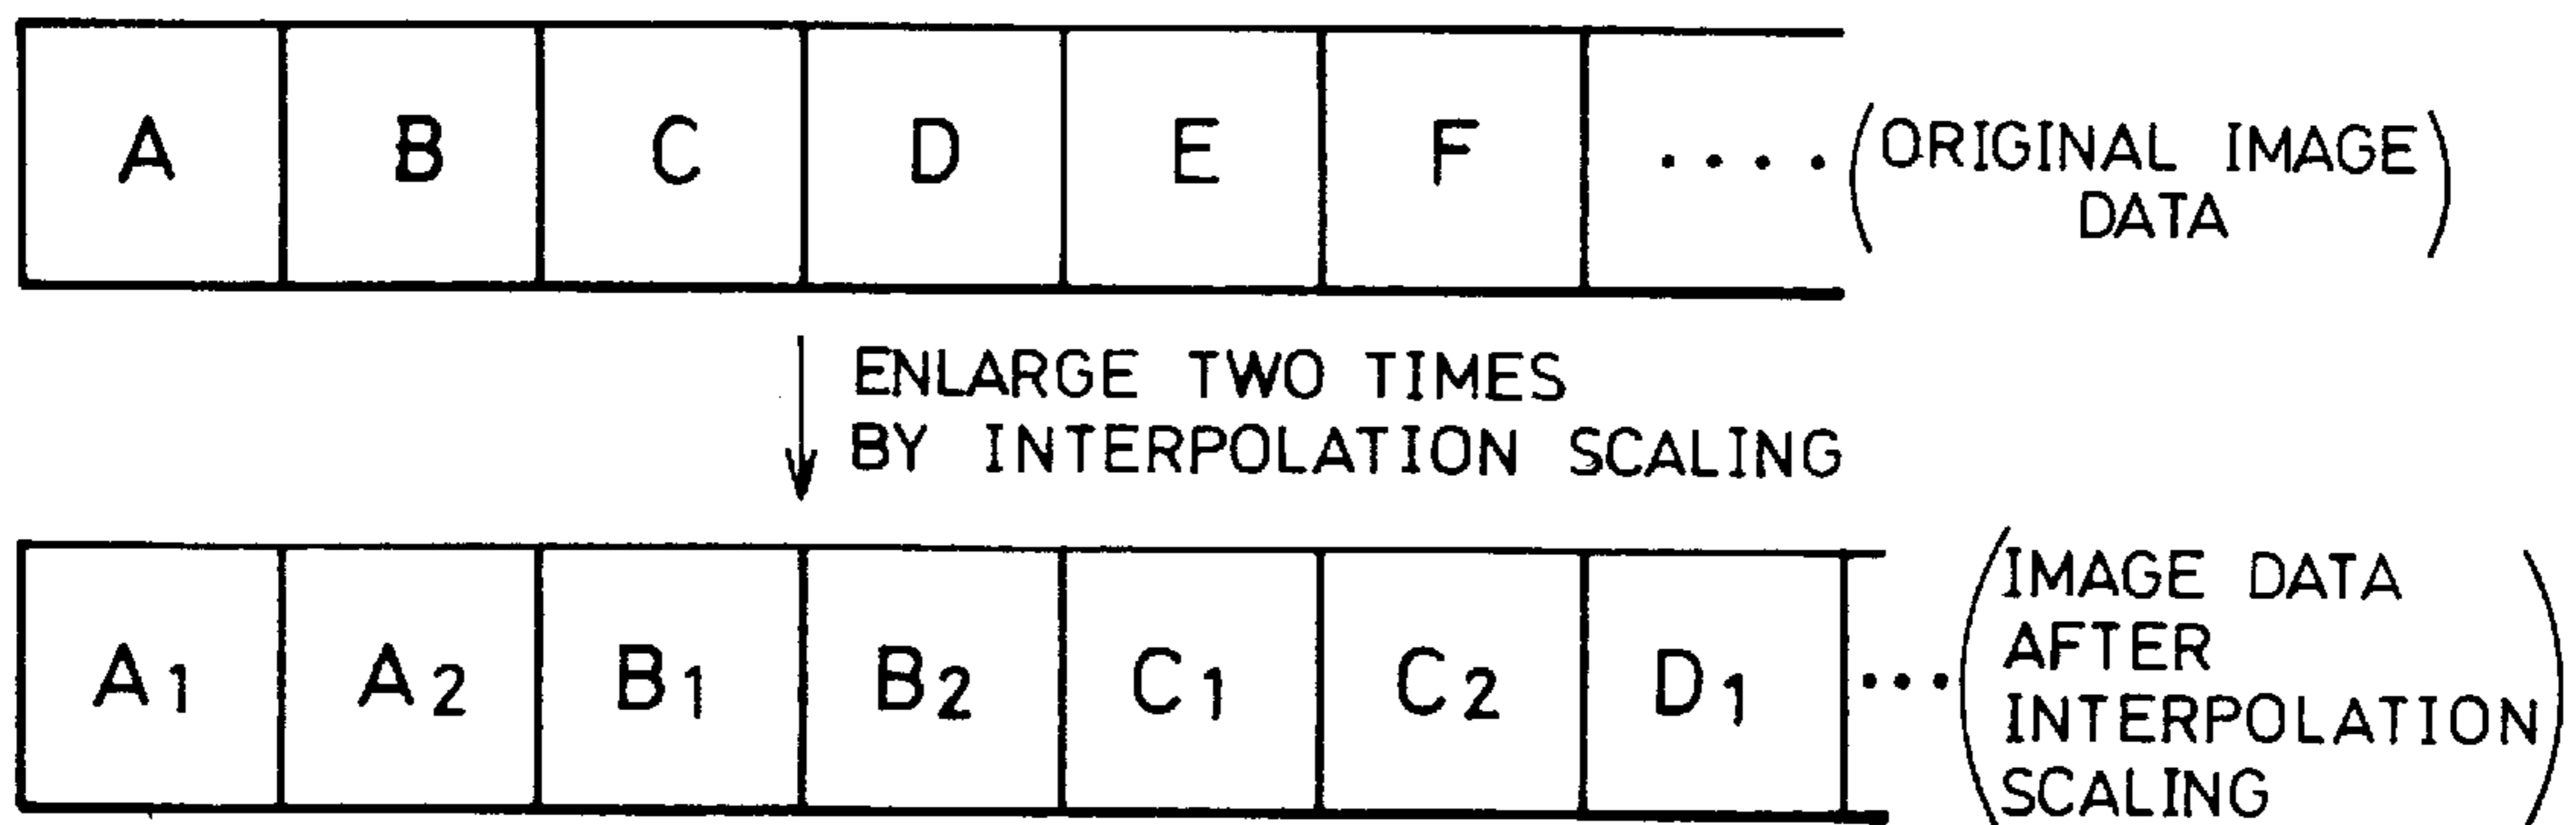 A B C D E F .... (ORIGINAL IMAGE
DATA)
ENLARGE TWO TIMES
BY INTERPOLATION SCALING
A1 A2 B1 B2 C1 C2 D1 ...
(IMAGE DATA
AFTER
INTERPOLATION
SCALING)